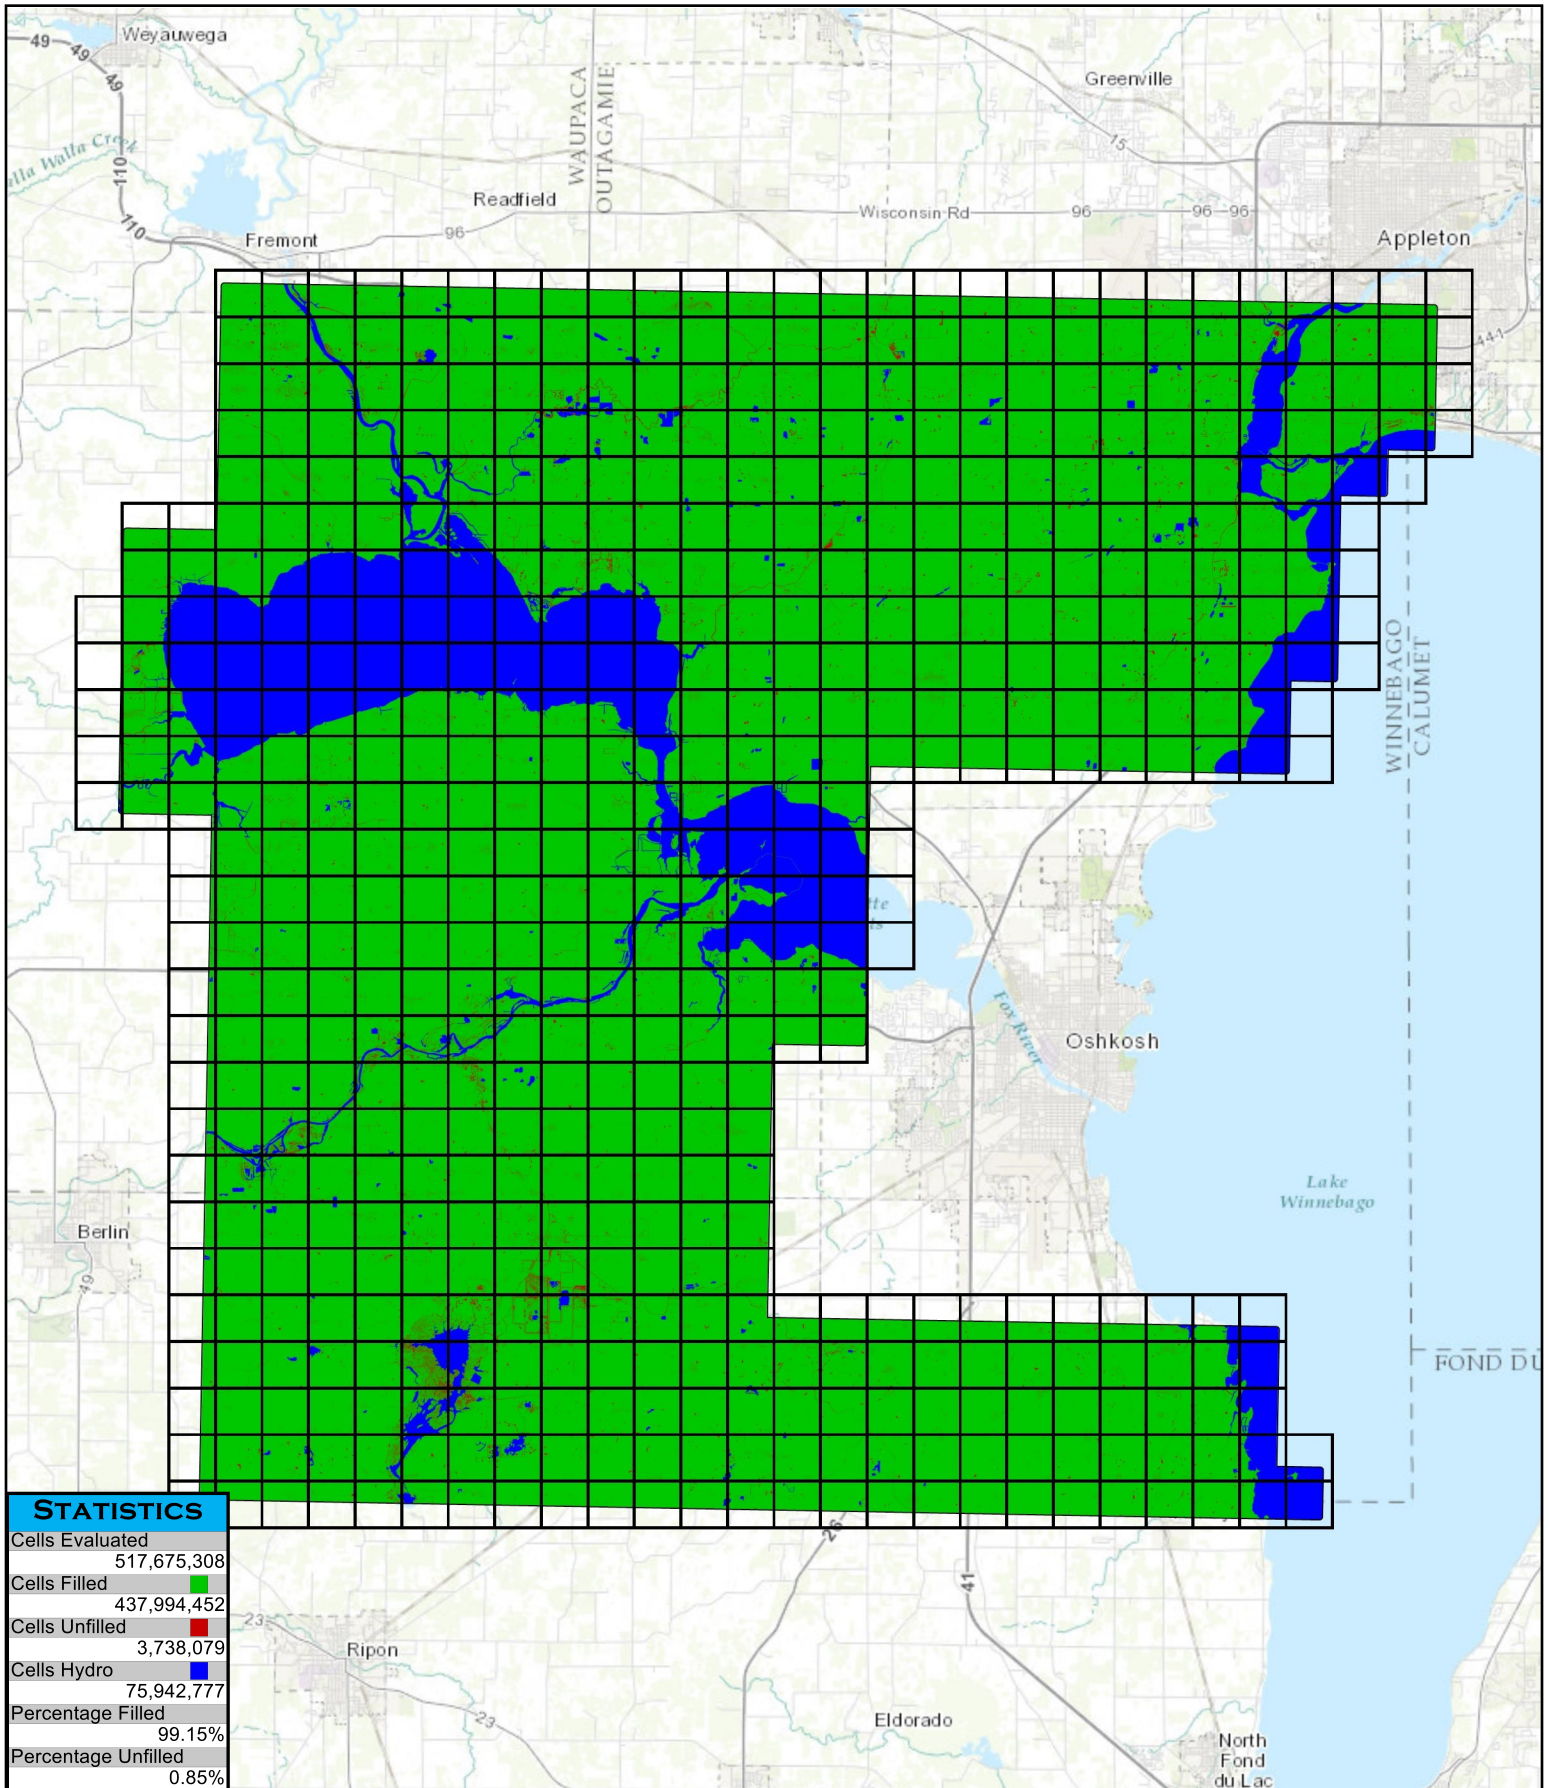 49
Weyauwega
49
49
Greenville
WAUPACA
OUTAGAMIE
15
alla Walla Creek
110
Readfield
Wisconsin Rd
96
96
96
110
Fremont
96
Appleton
441
WINNEBAGO
CALUMET
Fox River
Oshkosh
Lake
Winnebago
Berlin
49
FOND DU
STATISTICS
Cells Evaluated
517,675,308
Cells Filled
437,994,452
Cells Unfilled
3,738,079
Cells Hydro
75,942,777
Percentage Filled
99.15%
Percentage Unfilled
0.85%
26
41
23
Ripon
23
Eldorado
North
Fond
du Lac